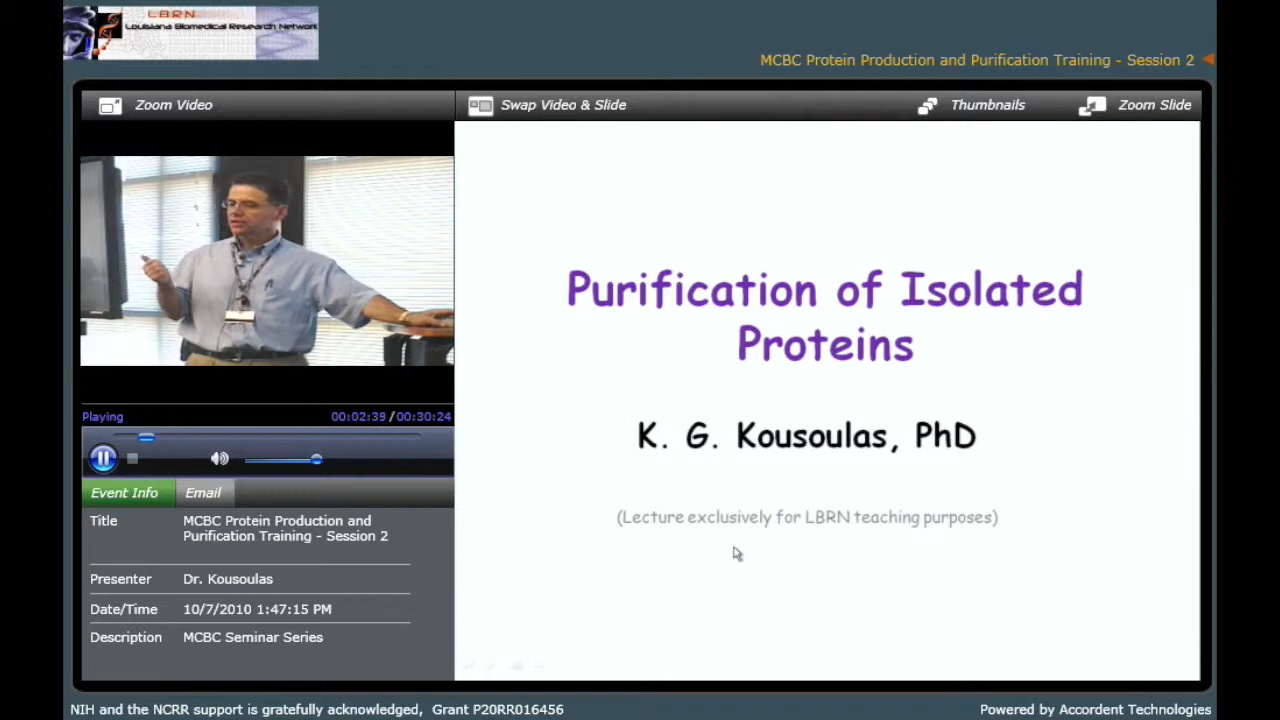 LBRN
Louisiana Biomedical Research Network
MCBC Protein Production and Purification Training - Session 2
Zoom Video
Swap Video & Slide
Thumbnails
Zoom Slide
Purification of Isolated
Proteins
K. G. Kousoulas, PhD
(Lecture exclusively for LBRN teaching purposes)
Playing
00:02:39 /00:30:24
Event Info
Email
Title
MCBC Protein Production and
Purification Training - Session 2
Presenter
Dr. Kousoulas
Date/Time
10/7/2010 1:47:15 PM
Description
MCBC Seminar Series
NIH and the NCRR support is gratefully acknowledged, Grant P20RR016456
Powered by Accordent Technologies